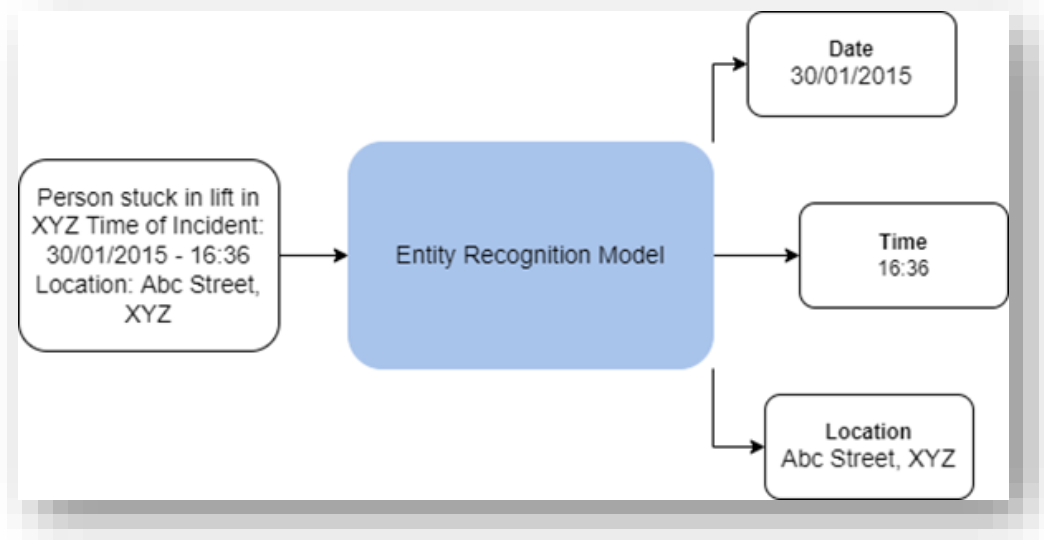 Person stuck in lift in
XYZ Time of Incident:
30/01/2015 - 16:36
Location: Abc Street,
XYZ
Entity Recognition Model
Date
30/01/2015
Time
16:36
Location
Abc Street, XYZ